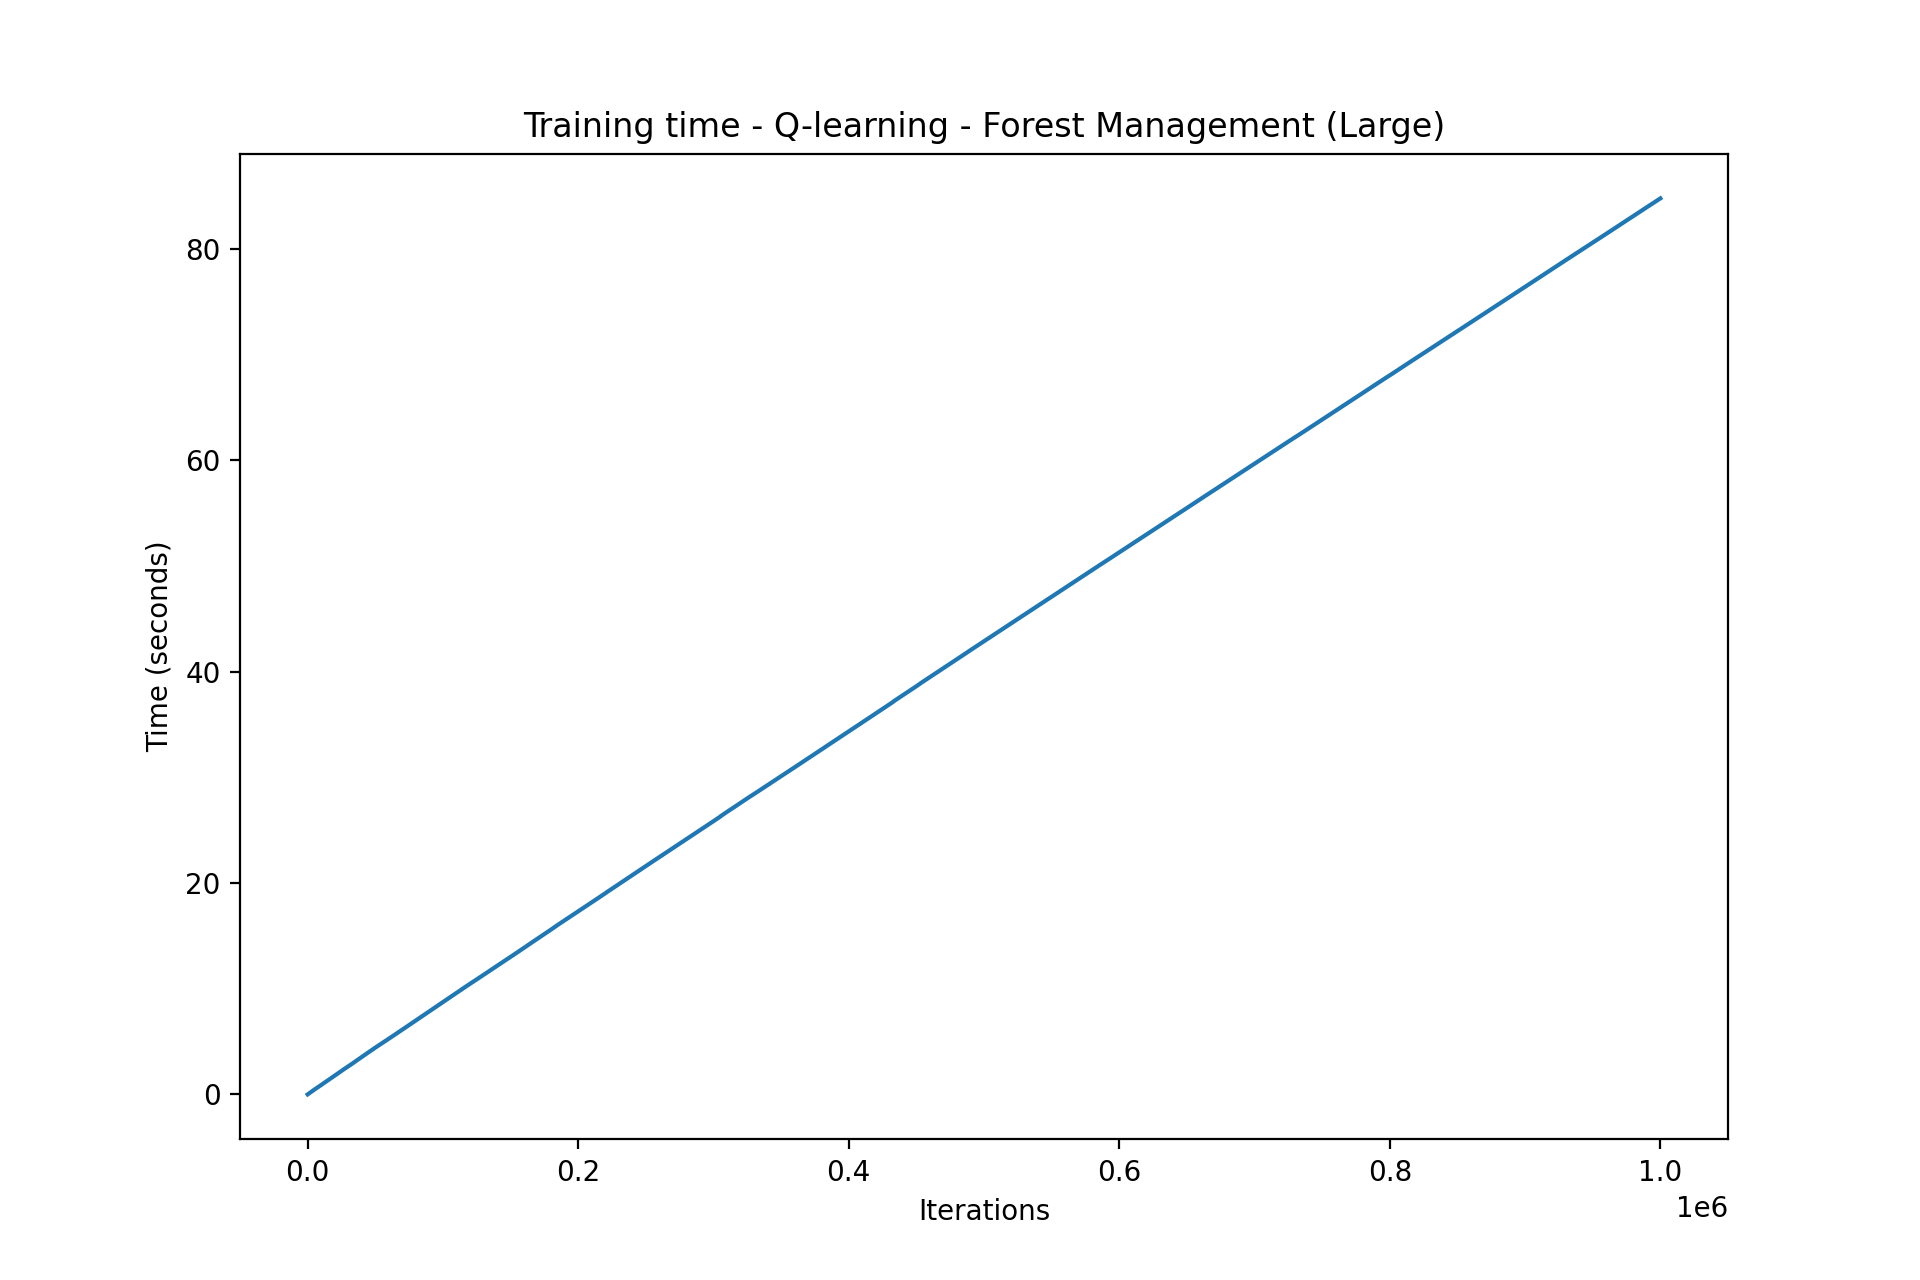 Training time - Q-learning - Forest Management (Large)
80
60
40
20
0
Time (seconds)
0.0 0.2 0.4 0.6 0.8 1.0
1e6
Iterations